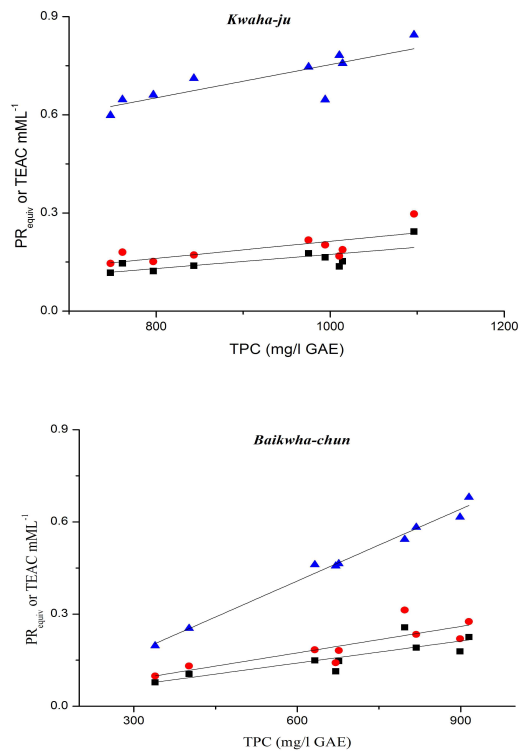 Kwaha-ju
0.9
0.6
0.3
0.0
PRequiv or TEAC mML-1
800
1000
1200
TPC (mg/l GAE)
Baikwha-chun
0.9
0.6
0.3
0.0
PRequiv or TEAC mML-1
300
600
900
TPC (mg/l GAE)